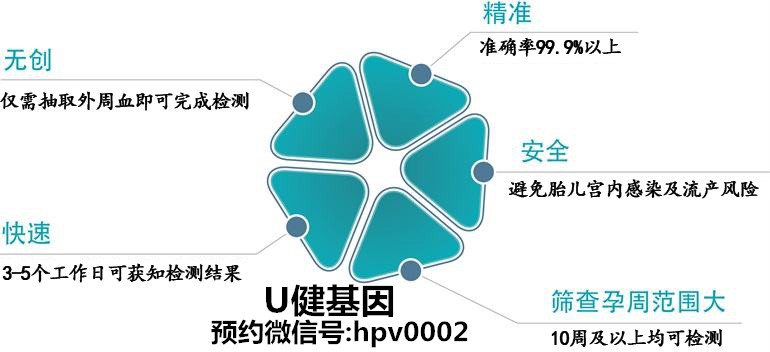 精准
准确率99.9%以上
无创
仅需抽取外周血即可完成检测
安全
避免胎儿宫内感染及流产风险
快速
3-5个工作日可获知检测结果
筛查孕周范围大
10周及以上均可检测
U健基因
预约微信号:hpv0002